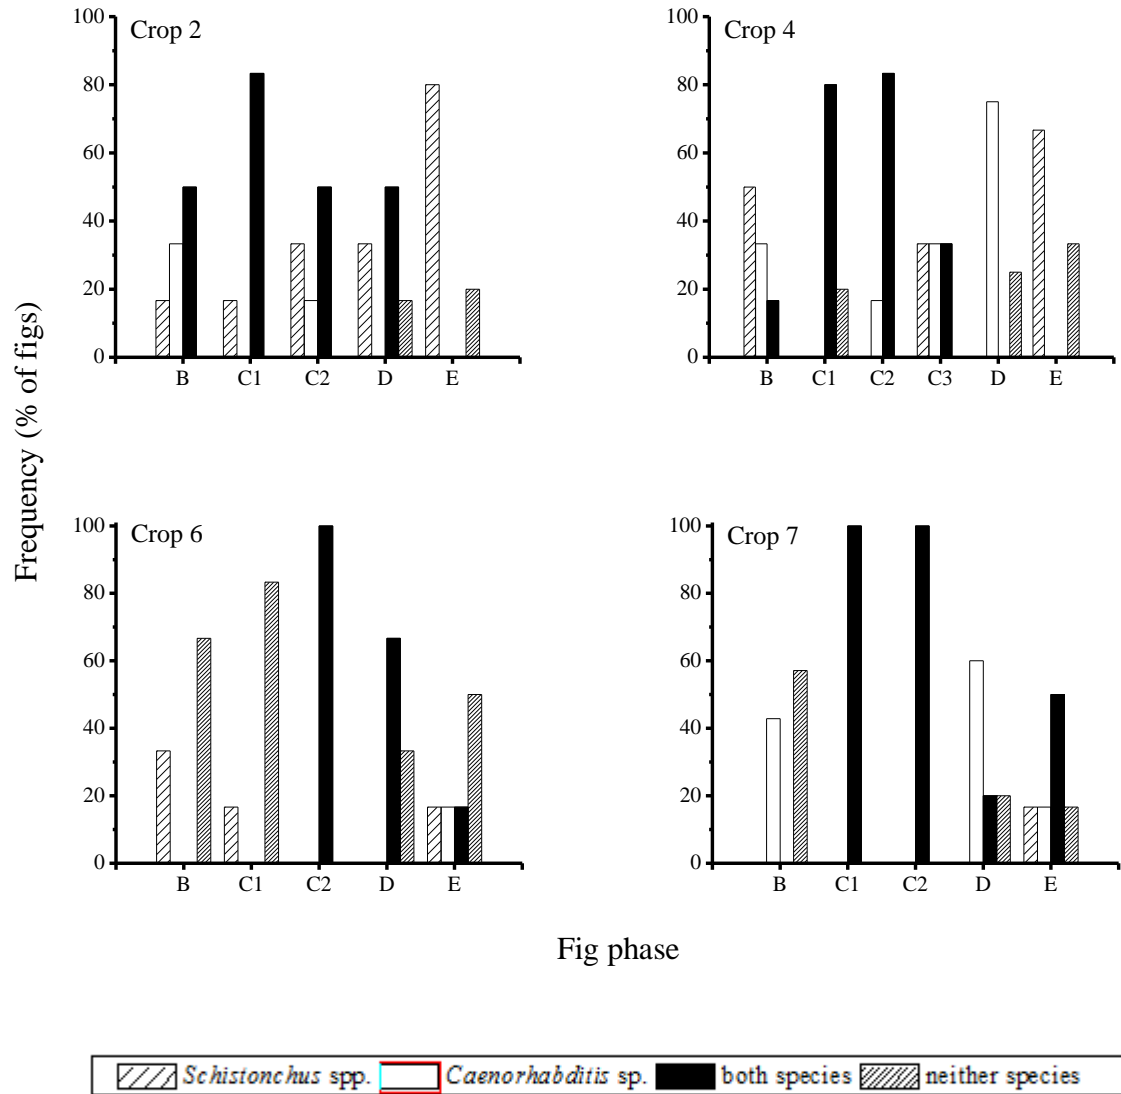 Crop 2
100
80
60
40
20
0
B C1 C2 D E
Crop 4
100
80
60
40
20
0
B C1 C2 C3 D E
Frequency (% of figs)
Crop 6
100
80
60
40
20
0
B C1 C2 D E
Crop 7
100
80
60
40
20
0
B C1 C2 D E
Fig phase
Schistonchus spp. Caenorhabditis sp. both species neither species